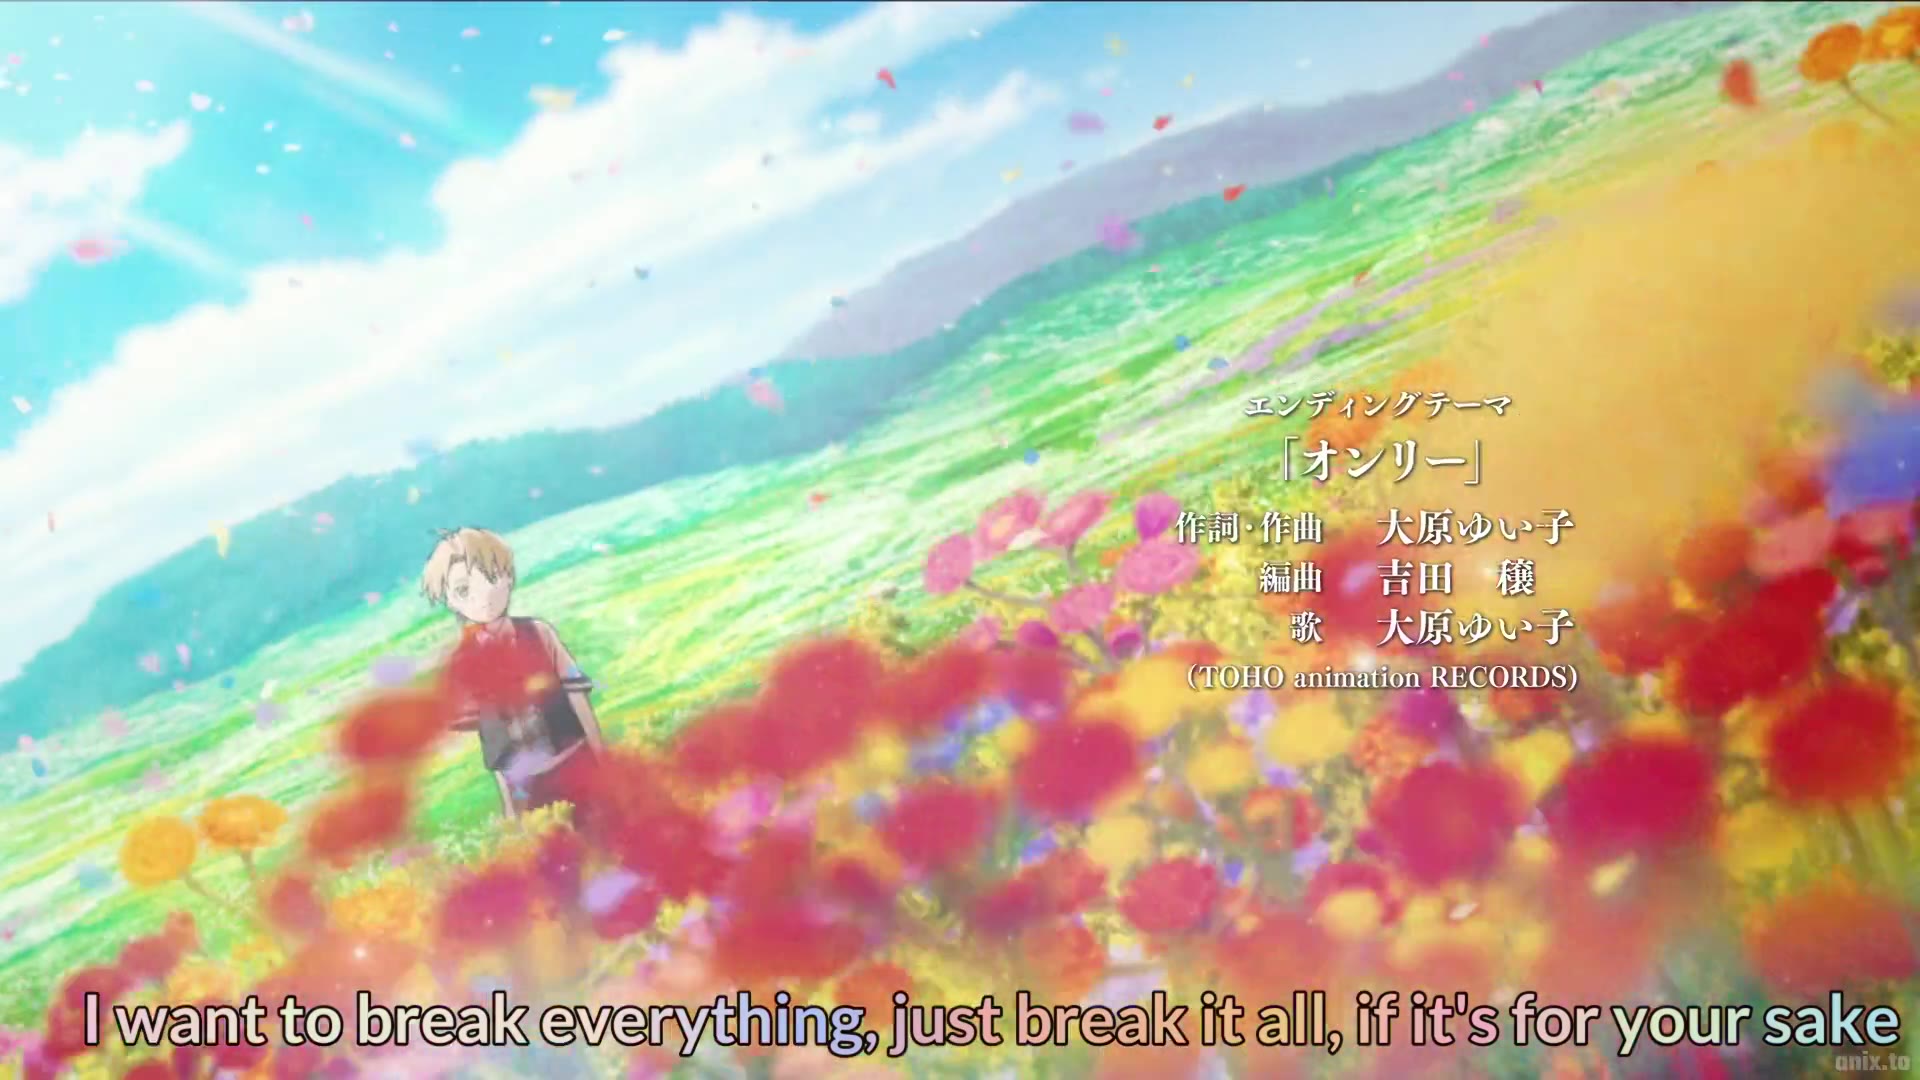 エンディングテーマ
「オンリー」
作詞·作曲 大原ゆい子
編曲 吉田 穣
歌 大原ゆい子
(TOHO animation RECORDS)
I want to break everything, just break it all, if it's for your sake
anix.to